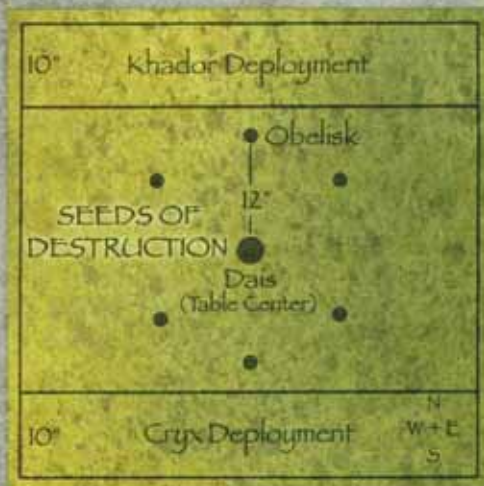 10"
Khador Deployment
Obelisk
12"
SEEDS OF
DESTRUCTION
Dais
(Table Center)
10"
Cryx Deployment
N
W + E
S